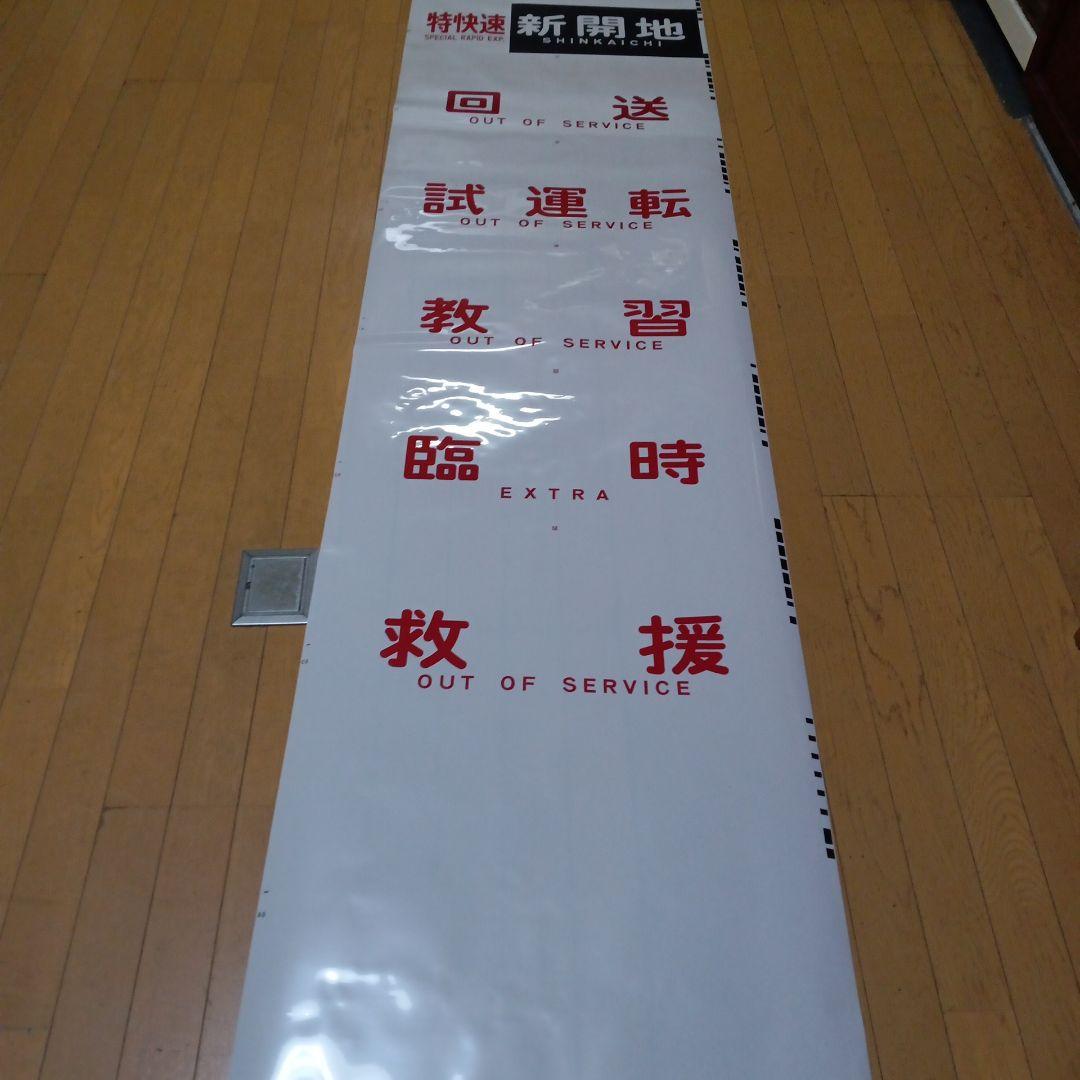 特快速 新開地
SPECIAL RAPID EXP. SHINKAICHI
回送
OUT OF SERVICE
試運転
OUT OF SERVICE
教習
OUT OF SERVICE
臨時
EXTRA
救援
OUT OF SERVICE